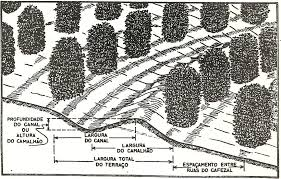 PROFUNDIDADE
DO CANAL
OU
ALTURA
DO CAMALHÃO
LARGURA
DO CANAL
LARGURA
DO CAMALHÃO
LARGURA TOTAL
DO TERRAÇO
ESPAÇAMENTO ENTRE
RUAS DO CAFEZAL